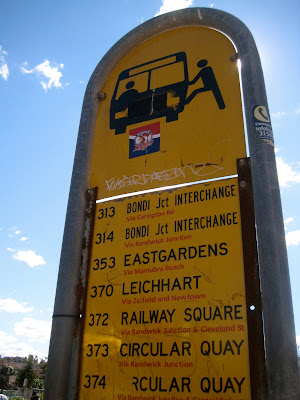 313 BONDI Jct INTERCHANGE
Via Carrington Rd
314 BONDI Jct INTERCHANGE
Via Randwick Junction
353 EASTGARDENS
Via Maroubra Beach
370 LEICHHART
Via Zetland and Newtown
372 RAILWAY SQUARE
Via Randwick Junction & Cleveland St
373 CIRCULAR QUAY
Via Randwick Junction
374 RCULAR QUAY